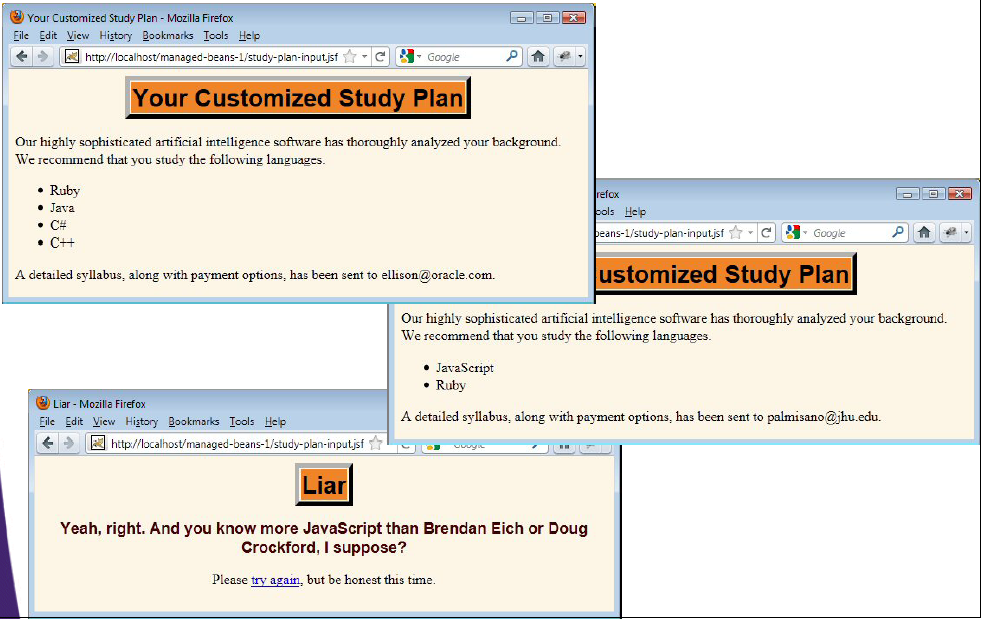 Your Customized Study Plan - Mozilla Firefox
File Edit View History Bookmarks Tools Help
http://localhost/managed-beans-1/study-plan-input.jsf Google
Your Customized Study Plan
Our highly sophisticated artificial intelligence software has thoroughly analyzed your background.
We recommend that you study the following languages.
• Ruby
• Java
• C#
• C++
A detailed syllabus, along with payment options, has been sent to ellison@oracle.com.
refox
ools Help
eans-1/study-plan-input.jsf Google
ustomized Study Plan
Our highly sophisticated artificial intelligence software has thoroughly analyzed your background.
We recommend that you study the following languages.
• JavaScript
• Ruby
A detailed syllabus, along with payment options, has been sent to palmisano@jhu.edu.
Liar - Mozilla Firefox
File Edit View History Bookmarks Tools Help
http://localhost/managed-beans-1/study-plan-input.jsf
Liar
Yeah, right. And you know more JavaScript than Brendan Eich or Doug
Crockford, I suppose?
Please try again, but be honest this time.